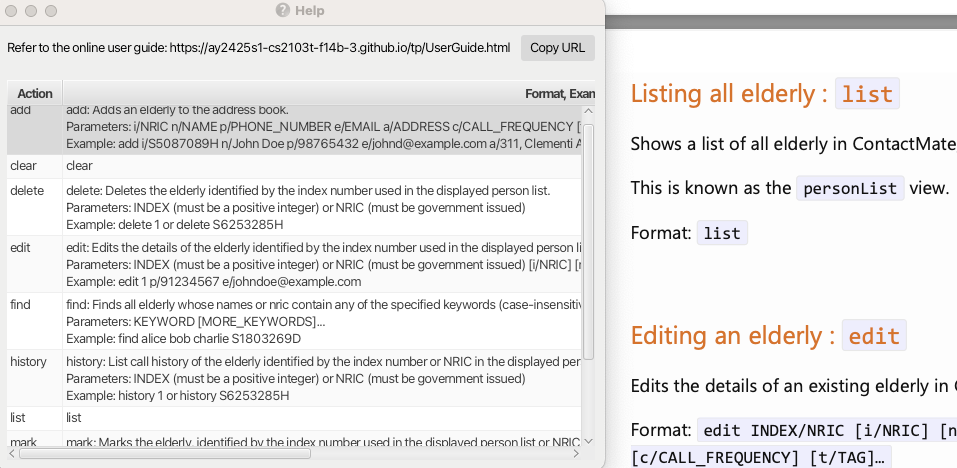 Help
Refer to the online user guide: https://ay2425s1-cs2103t-f14b-3.github.io/tp/UserGuide.html Copy URL
Action Format, Exam
add add: Adds an elderly to the address book.
Parameters: i/NRIC n/NAME p/PHONE_NUMBER e/EMAIL a/ADDRESS c/CALL_FREQUENCY [
Example: add i/S5087089H n/John Doe p/98765432 e/johnd@example.com a/311, Clementi A
clear clear
delete delete: Deletes the elderly identified by the index number used in the displayed person list.
Parameters: INDEX (must be a positive integer) or NRIC (must be government issued)
Example: delete 1 or delete S6253285H
edit edit: Edits the details of the elderly identified by the index number used in the displayed person li
Parameters: INDEX (must be a positive integer) or NRIC (must be government issued) [i/NRIC] [n
Example: edit 1 p/91234567 e/johndoe@example.com
find find: Finds all elderly whose names or nric contain any of the specified keywords (case-insensitiv
Parameters: KEYWORD [MORE_KEYWORDS]...
Example: find alice bob charlie S1803269D
history history: List call history of the elderly identified by the index number or NRIC in the displayed per
Parameters: INDEX (must be a positive integer) or NRIC (must be government issued)
Example: history 1 or history S6253285H
list list
mark mark: Marks the elderly, identified by the index number used in the displayed person list or NRIC
Listing all elderly : list
Shows a list of all elderly in ContactMate
This is known as the personList view.
Format: list
Editing an elderly : edit
Edits the details of an existing elderly in
Format: edit INDEX/NRIC [i/NRIC] [n
[c/CALL_FREQUENCY] [t/TAG]…